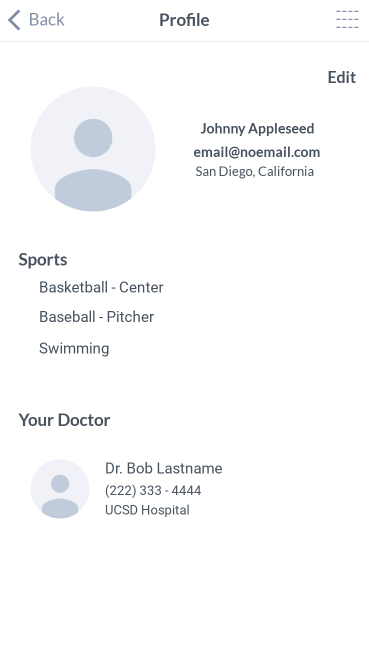 Back
Profile
Edit
Johnny Appleseed
email@noemail.com
San Diego, California
Sports
Basketball - Center
Baseball - Pitcher
Swimming
Your Doctor
Dr. Bob Lastname
(222) 333 - 4444
UCSD Hospital